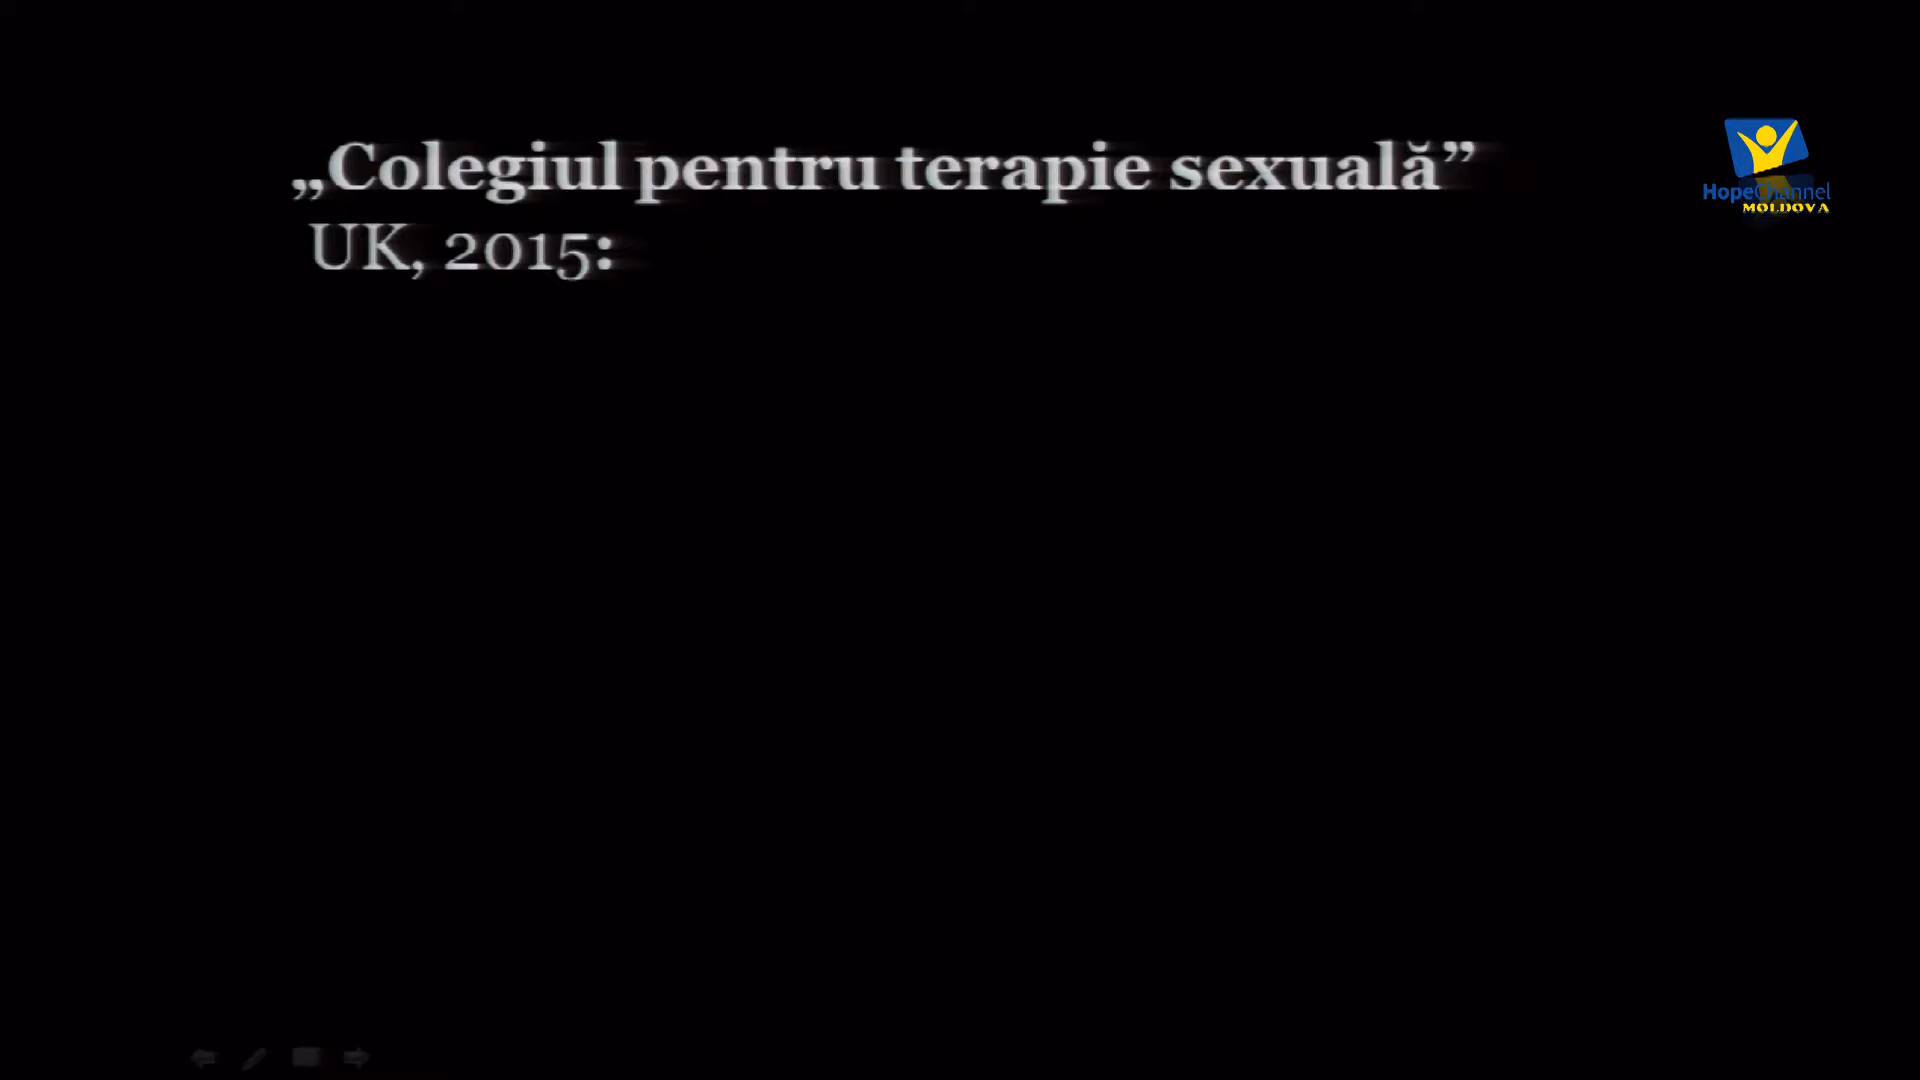 „Colegiul pentru terapie sexuală”
UK, 2015:
HopeChannel
MOLDOVA